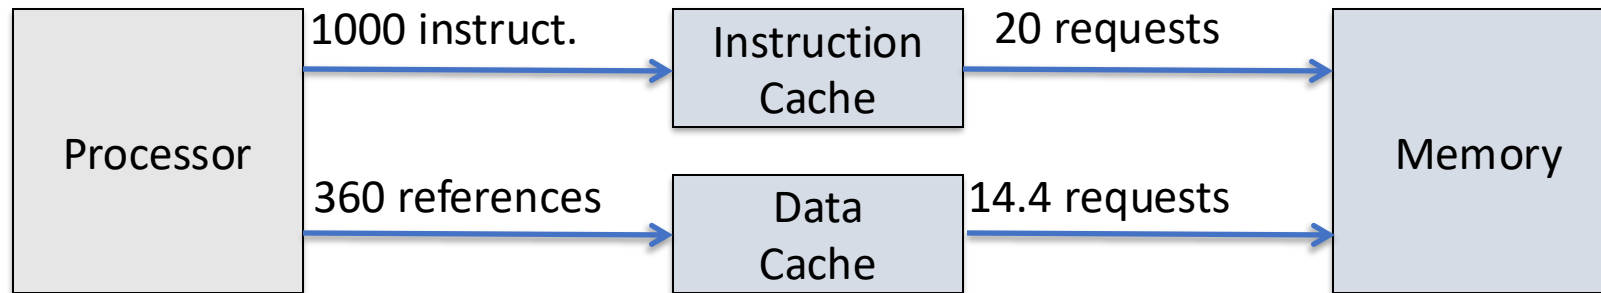 1000 instruct.
Instruction
Cache
20 requests
Processor
Memory
360 references
Data
Cache
14.4 requests